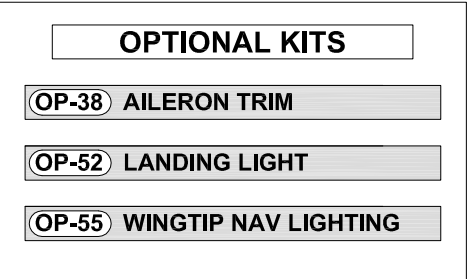 OPTIONAL KITS
OP-38 AILERON TRIM
OP-52 LANDING LIGHT
OP-55 WINGTIP NAV LIGHTING